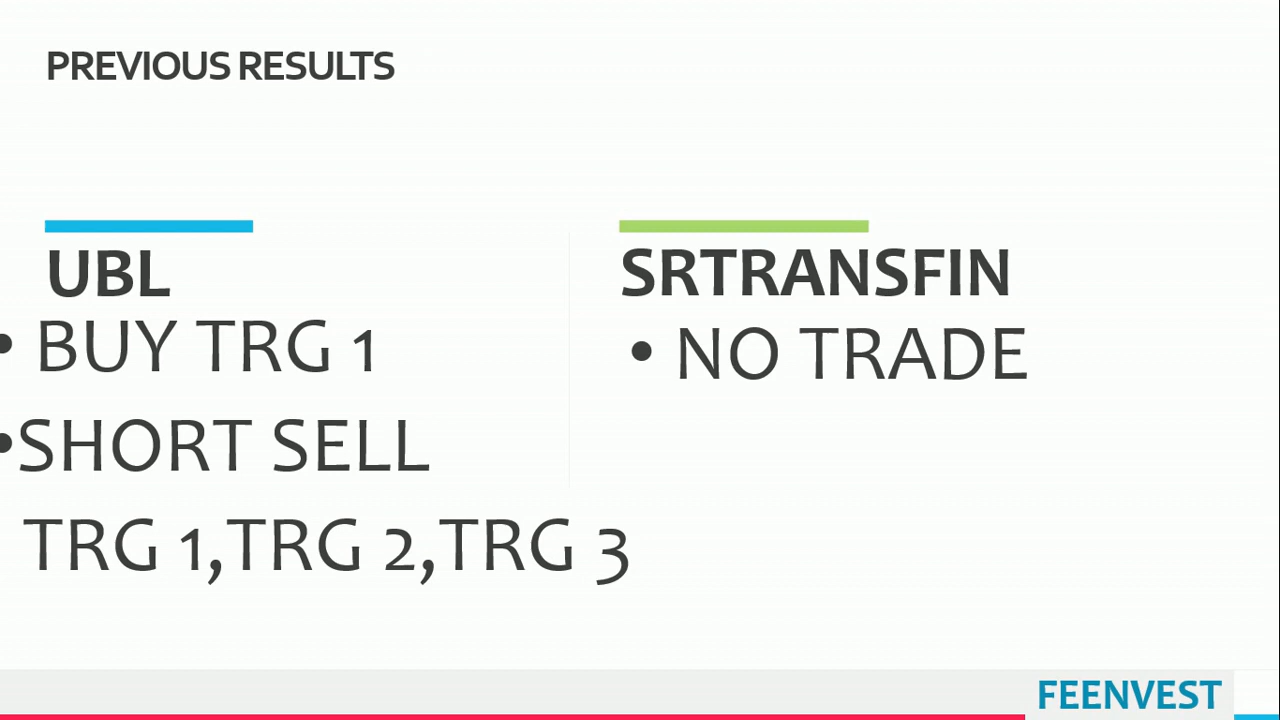 PREVIOUS RESULTS
UBL
• BUY TRG 1
•SHORT SELL
TRG 1,TRG 2,TRG 3
SRTRANSFIN
• NO TRADE
FEENVEST